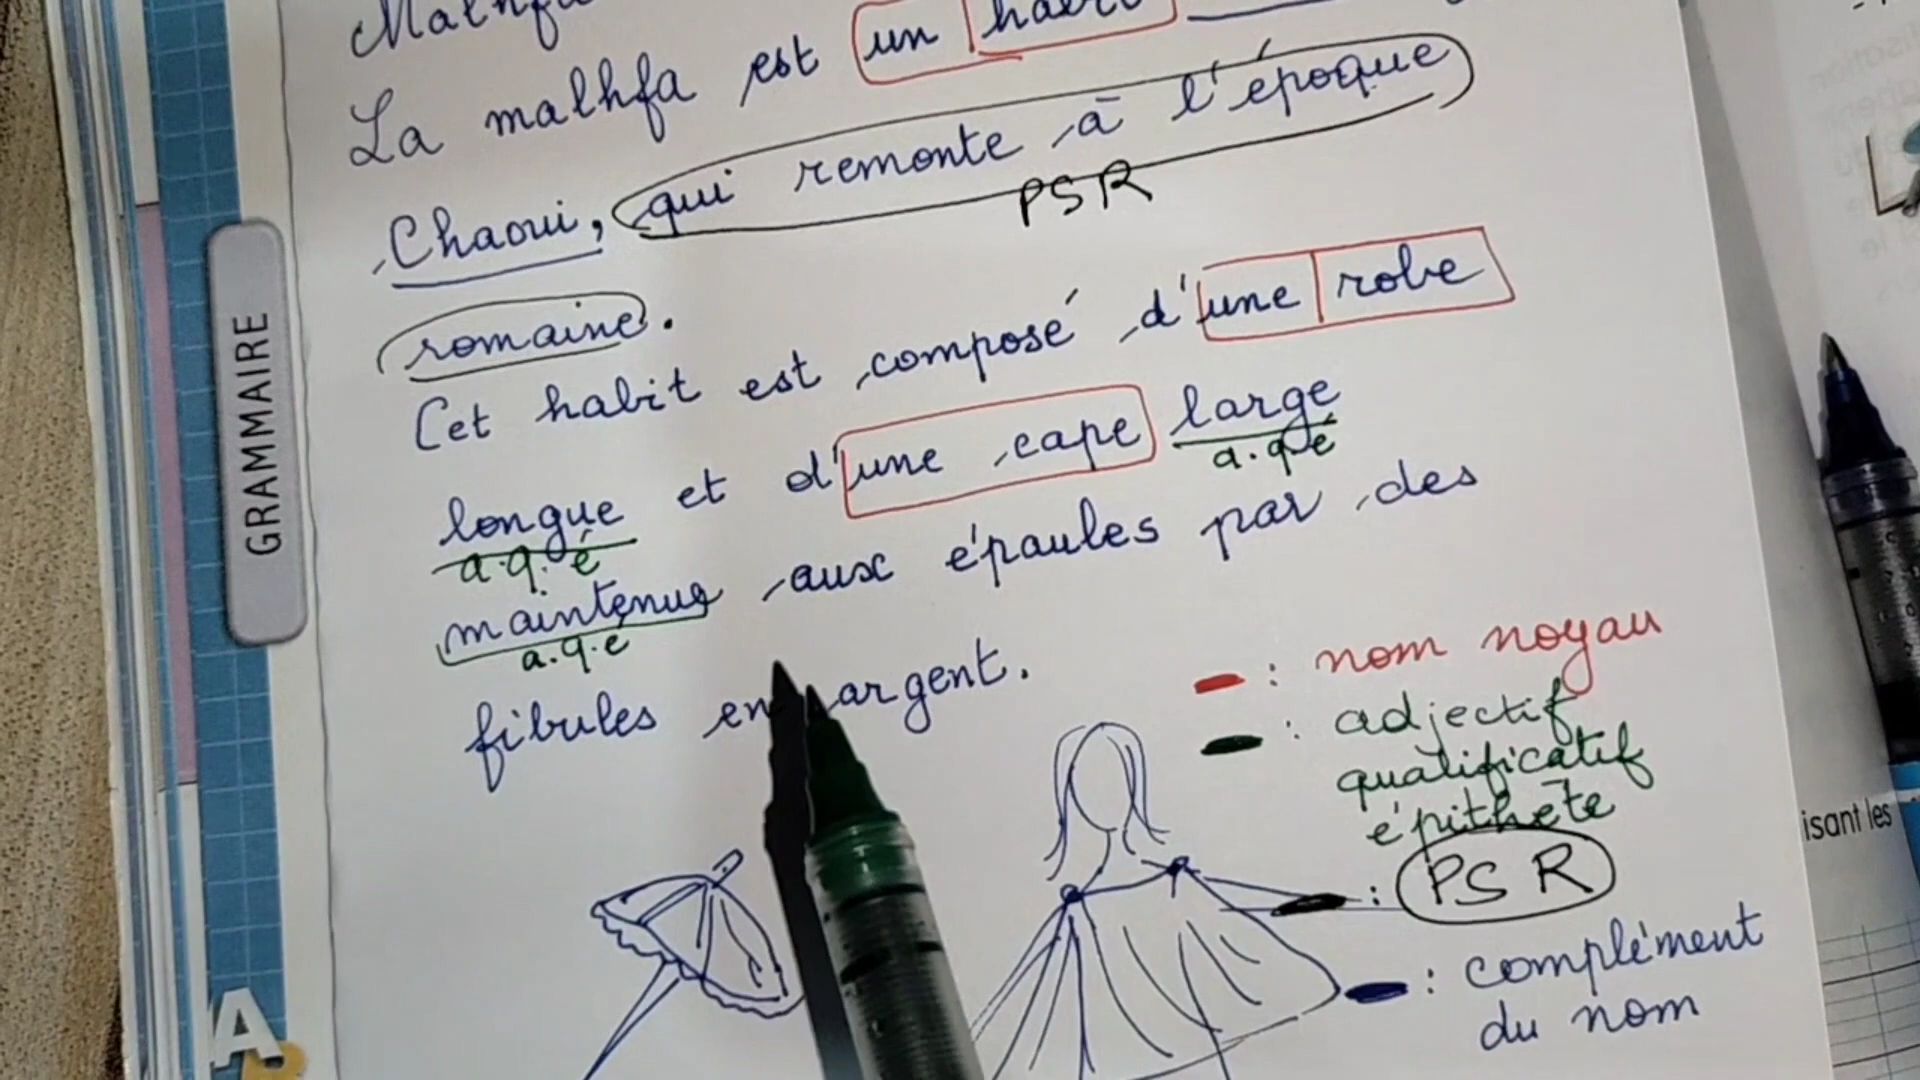 La malhfa est un habit
Chaoui, qui remonte à l'époque
PSR
romaine.
Cet habit est composé d'une robe
longue et d'une cape large
a.q.é a.q.é
maintenue aux épaules par des
a.q.é
fibules en argent.
: nom noyau
: adjectif
qualificatif
épithète
: PSR
: complément
du nom
GRAMMAIRE
A
isant les